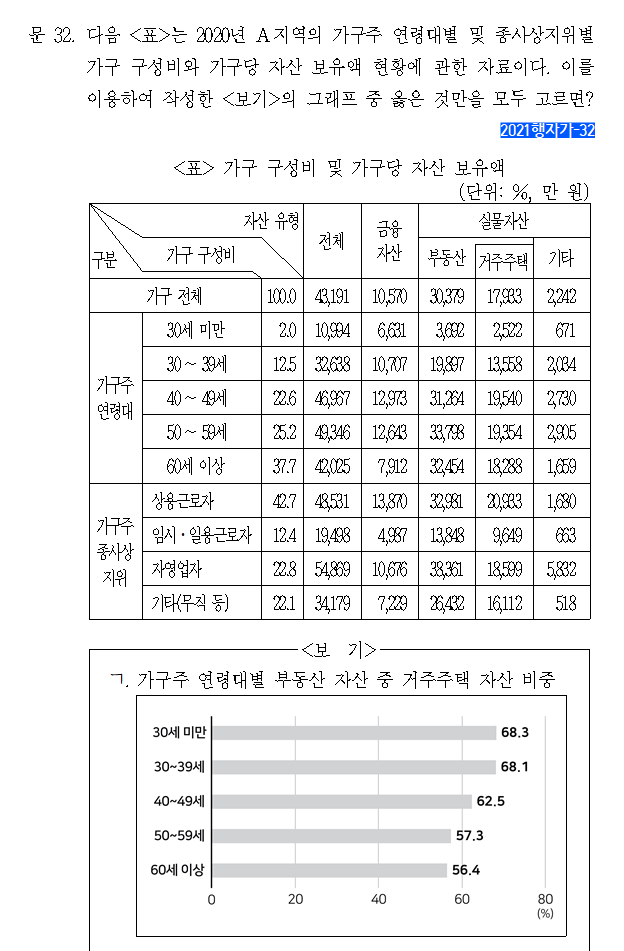 문 32. 다음 <표>는 2020년 A지역의 가구주 연령대별 및 종사상지위별
가구 구성비와 가구당 자산 보유액 현황에 관한 자료이다. 이를
이용하여 작성한 <보기>의 그래프 중 옳은 것만을 모두 고르면?
2021행자가-32
<표> 가구 구성비 및 가구당 자산 보유액
(단위: %, 만 원)
자산 유형 전체 금융 자산 실물자산
구분 가구 구성비 부동산 거주주택 기타
가구 전체 100.0 43,191 10,570 30,379 17,933 2,242
가구주 연령대
30세 미만 2.0 10,994 6,631 3,692 2,522 671
30 ~ 39세 12.5 32,638 10,707 19,897 13,558 2,034
40 ~ 49세 22.6 46,967 12,973 31,264 19,540 2,730
50 ~ 59세 25.2 49,346 12,643 33,798 19,354 2,905
60세 이상 37.7 42,025 7,912 32,454 18,288 1,659
가구주 종사상 지위
상용근로자 42.7 48,531 13,870 32,981 20,933 1,680
임시·일용근로자 12.4 19,498 4,987 13,848 9,649 663
자영업자 22.8 54,869 10,676 38,361 18,599 5,832
기타(무직 등) 22.1 34,179 7,229 26,432 16,112 518
<보 기>
ㄱ. 가구주 연령대별 부동산 자산 중 거주주택 자산 비중
30세 미만 68.3
30~39세 68.1
40~49세 62.5
50~59세 57.3
60세 이상 56.4
0 20 40 60 80
(%)